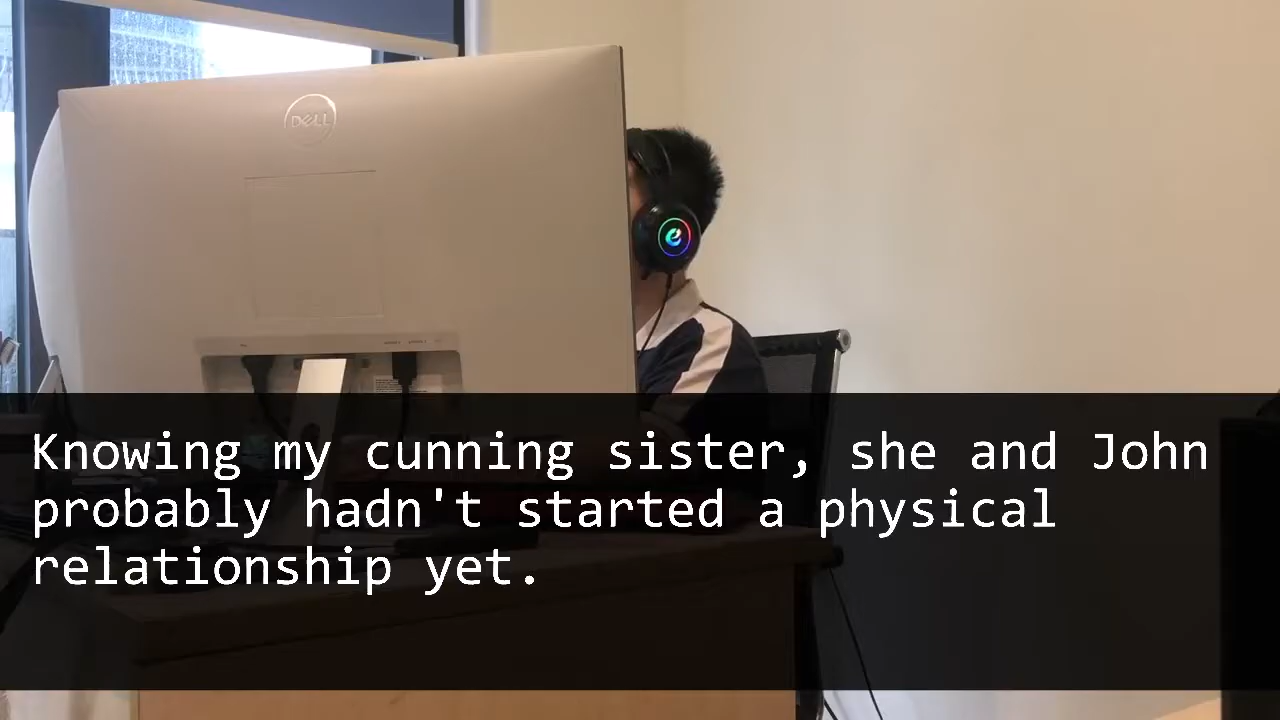 DELL
Knowing my cunning sister, she and John
probably hadn't started a physical
relationship yet.